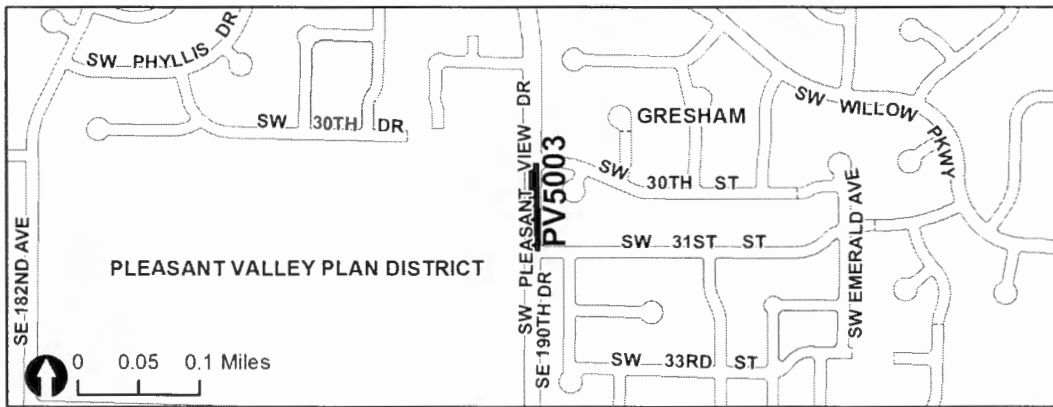 SW PHYLLIS DR
SW 30TH DR
SW PLEASANT VIEW DR
PV5003
GRESHAM
SW WILLOW PKWY
SW 30TH ST
SW 31ST ST
SW EMERALD AVE
SE 182ND AVE
PLEASANT VALLEY PLAN DISTRICT
SE 190TH DR
SW 33RD ST
0 0.05 0.1 Miles